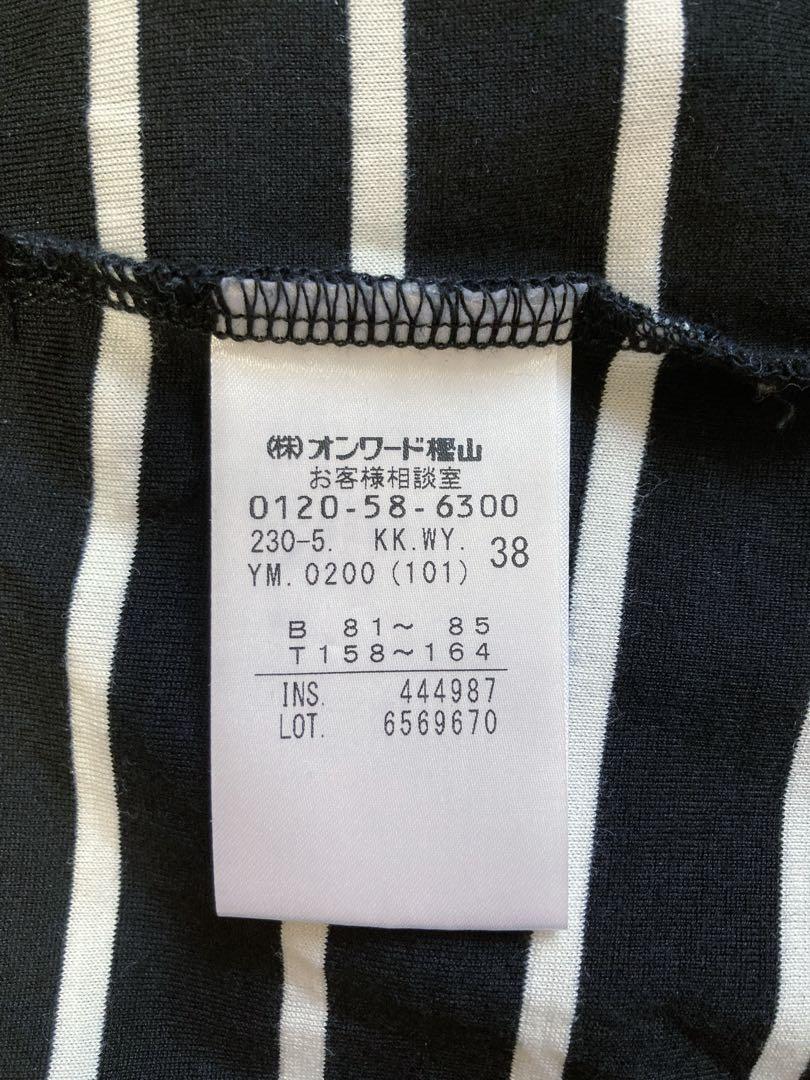 ㈱オンワード樫山
お客様相談室
0120-58-6300
230-5. KK.WY. 38
YM. 0200 (101)
B 81～ 85
T158～164
INS. 444987
LOT. 6569670